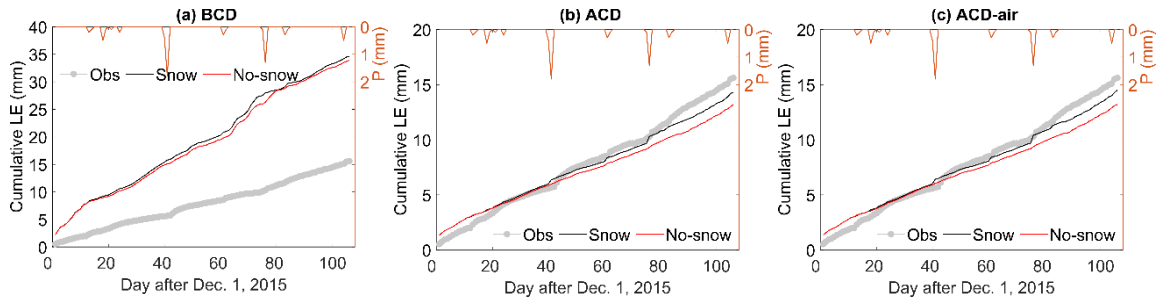 (a) BCD
40
35
30
25
20
15
10
5
0
Cumulative LE (mm)
0
1
2
P (mm)
Obs Snow No-snow
0 20 40 60 80 100
Day after Dec. 1, 2015
(b) ACD
20
15
10
5
0
Cumulative LE (mm)
0
2
P (mm)
Obs Snow No-snow
0 20 40 60 80 100
Day after Dec. 1, 2015
(c) ACD-air
20
15
10
5
0
Cumulative LE (mm)
0
2
P (mm)
Obs Snow No-snow
0 20 40 60 80 100
Day after Dec. 1, 2015